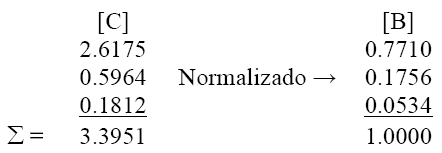 [C] [B]
2.6175 0.7710
0.5964 Normalizado → 0.1756
0.1812 0.0534
Σ = 3.3951 1.0000